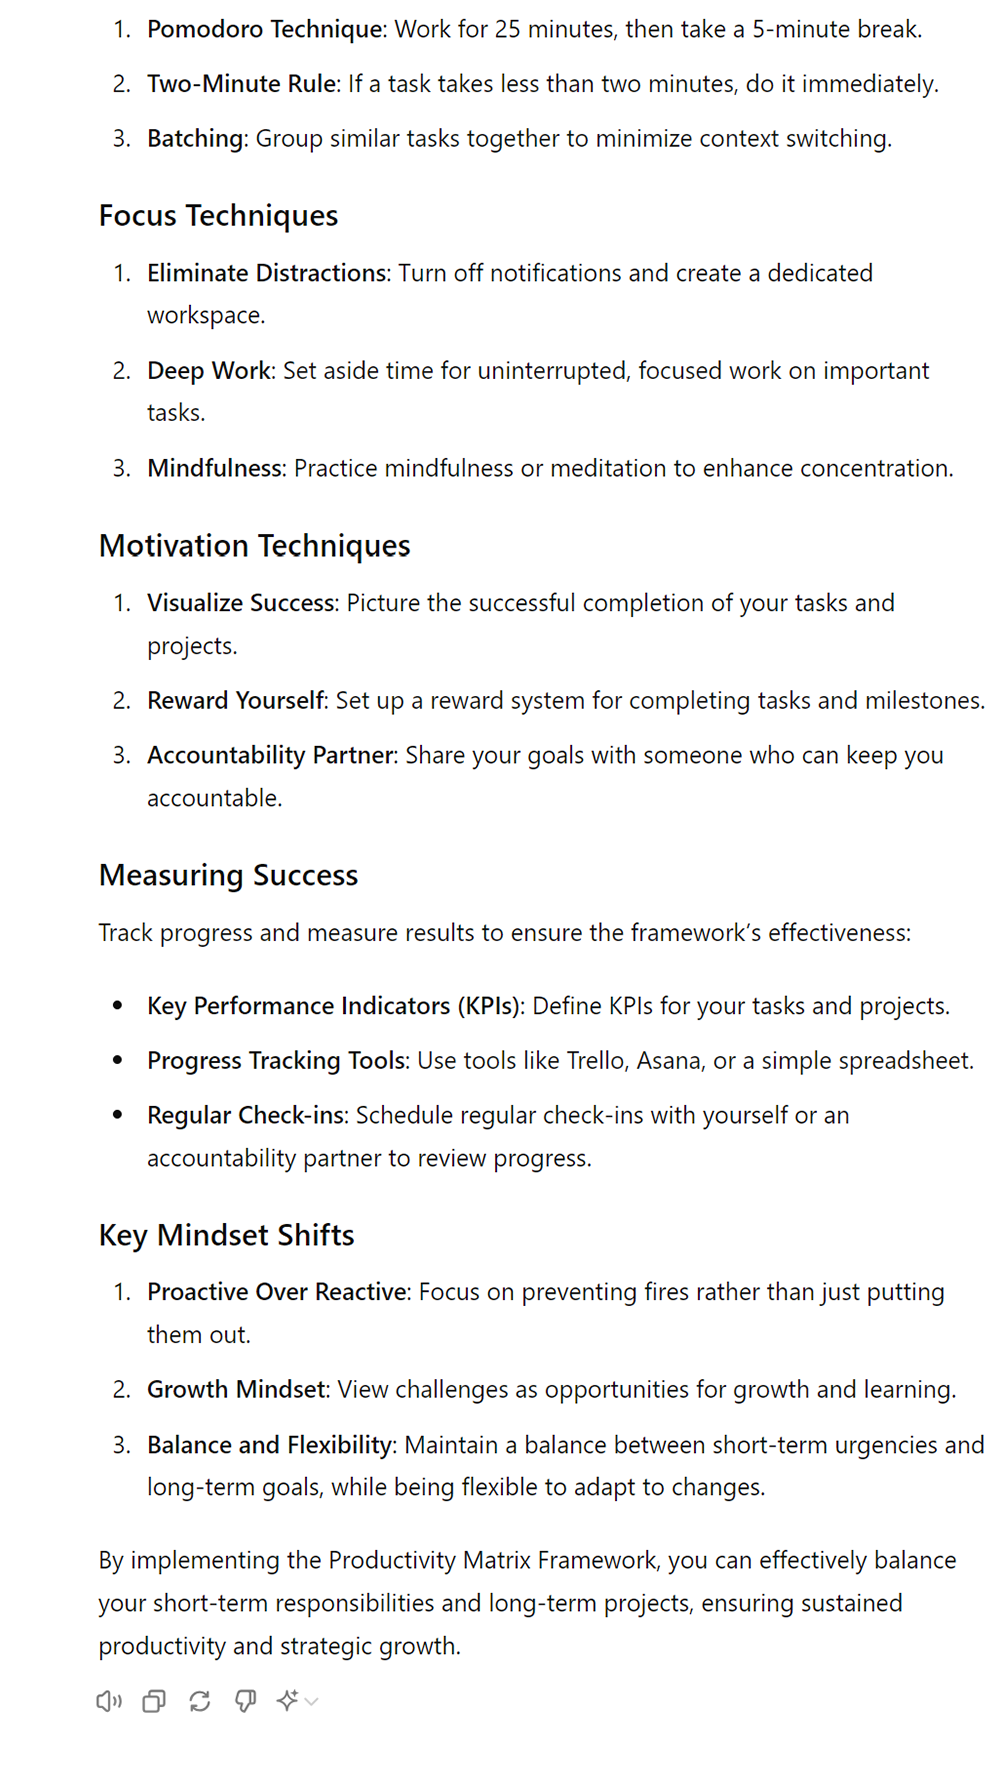 1. Pomodoro Technique: Work for 25 minutes, then take a 5-minute break.
2. Two-Minute Rule: If a task takes less than two minutes, do it immediately.
3. Batching: Group similar tasks together to minimize context switching.
Focus Techniques
1. Eliminate Distractions: Turn off notifications and create a dedicated
workspace.
2. Deep Work: Set aside time for uninterrupted, focused work on important
tasks.
3. Mindfulness: Practice mindfulness or meditation to enhance concentration.
Motivation Techniques
1. Visualize Success: Picture the successful completion of your tasks and
projects.
2. Reward Yourself: Set up a reward system for completing tasks and milestones.
3. Accountability Partner: Share your goals with someone who can keep you
accountable.
Measuring Success
Track progress and measure results to ensure the framework’s effectiveness:
• Key Performance Indicators (KPIs): Define KPIs for your tasks and projects.
• Progress Tracking Tools: Use tools like Trello, Asana, or a simple spreadsheet.
• Regular Check-ins: Schedule regular check-ins with yourself or an
accountability partner to review progress.
Key Mindset Shifts
1. Proactive Over Reactive: Focus on preventing fires rather than just putting
them out.
2. Growth Mindset: View challenges as opportunities for growth and learning.
3. Balance and Flexibility: Maintain a balance between short-term urgencies and
long-term goals, while being flexible to adapt to changes.
By implementing the Productivity Matrix Framework, you can effectively balance
your short-term responsibilities and long-term projects, ensuring sustained
productivity and strategic growth.